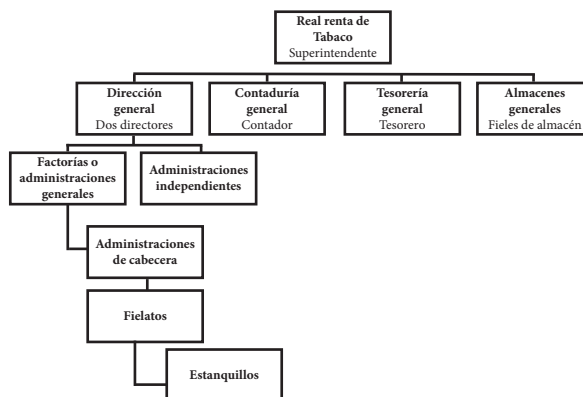 Real renta de
Tabaco
Superintendente
Dirección
general
Dos directores
Contaduría
general
Contador
Tesorería
general
Tesorero
Almacenes
generales
Fieles de almacén
Factorías o
administraciones
generales
Administraciones
independientes
Administraciones
de cabecera
Fielatos
Estanquillos